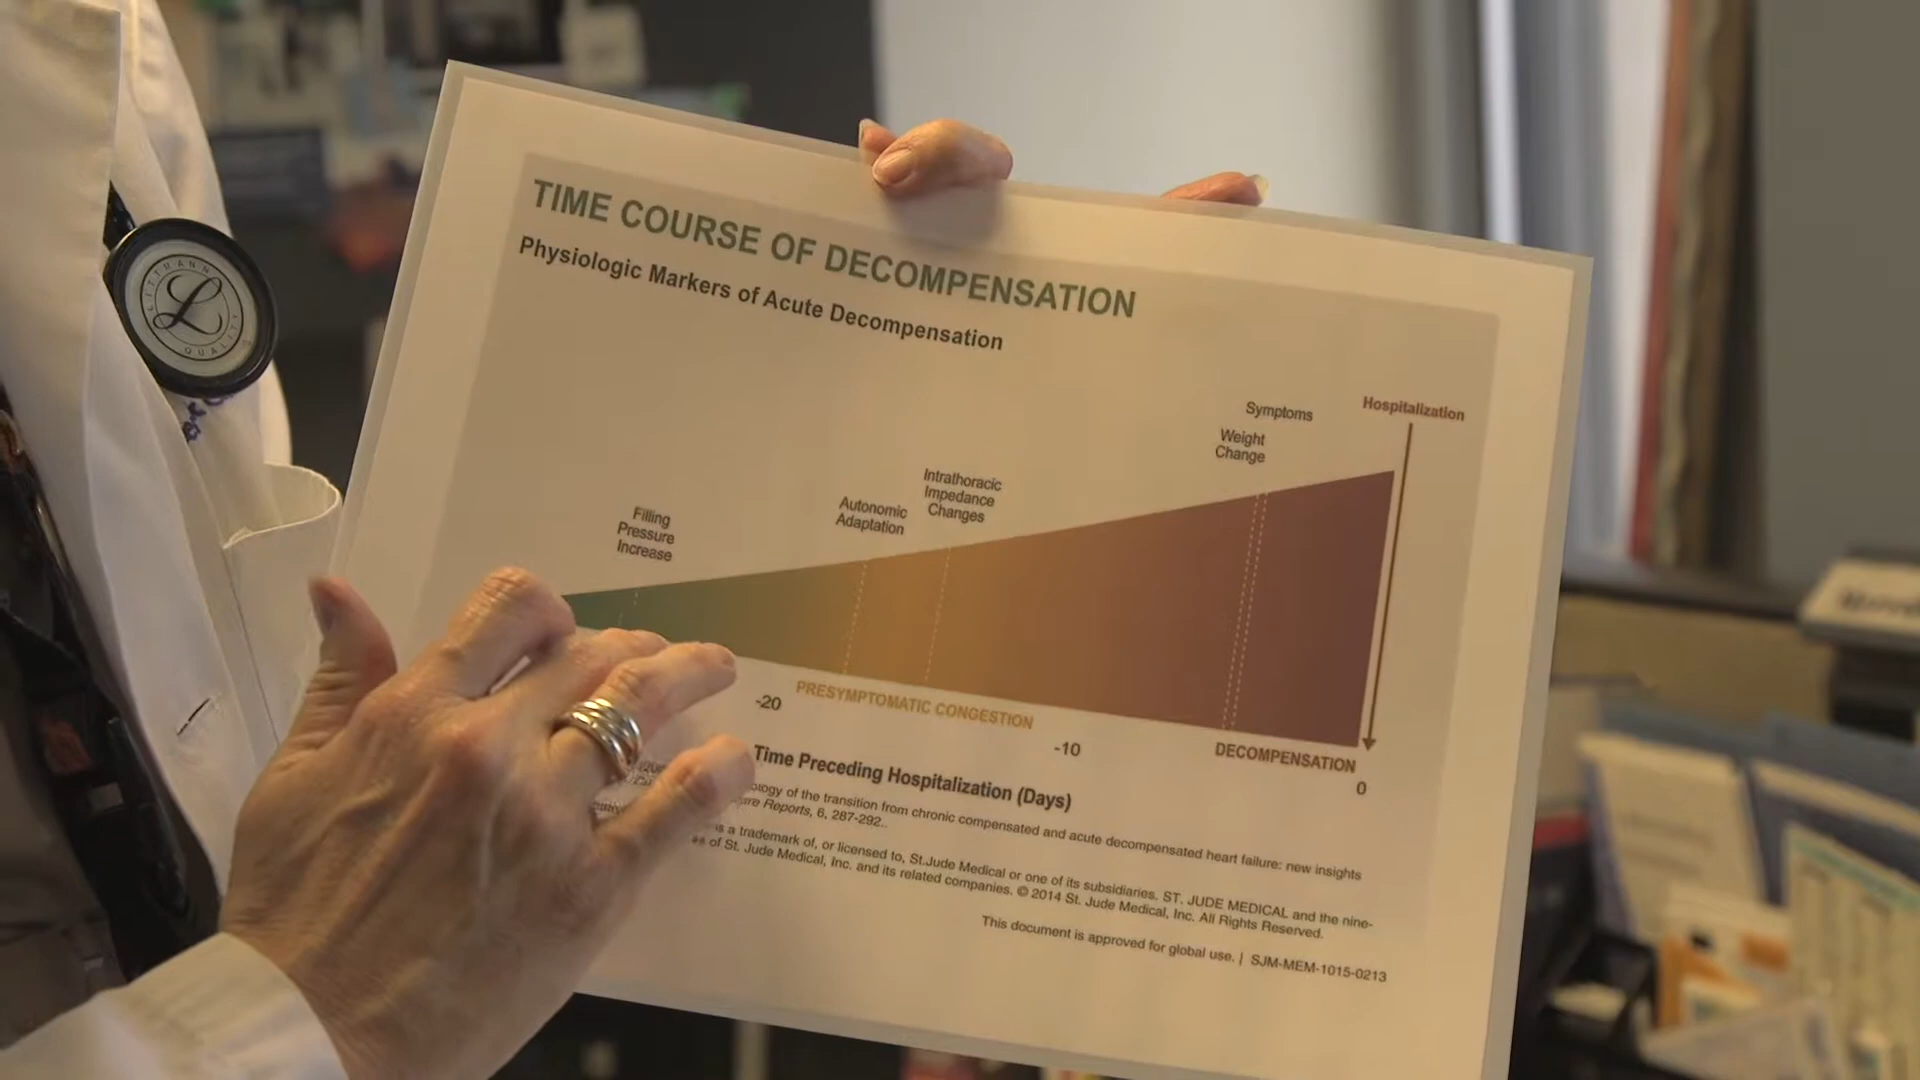 TIME COURSE OF DECOMPENSATION
Physiologic Markers of Acute Decompensation
Hospitalization
Symptoms
Weight
Change
Intrathoracic
Impedance
Changes
Autonomic
Adaptation
Filling
Pressure
Increase
-20
PRESYMPTOMATIC CONGESTION
-10
DECOMPENSATION
0
Time Preceding Hospitalization (Days)
of the transition from chronic compensated and acute decompensated heart failure: new insights
Reports, 6, 287-292..
is a trademark of, or licensed to, St.Jude Medical or one of its subsidiaries. ST. JUDE MEDICAL and the nine-
of St. Jude Medical, Inc. and its related companies. © 2014 St. Jude Medical, Inc. All Rights Reserved.
This document is approved for global use. | SJM-MEM-1015-0213
LITTMANN
L
QUALITY